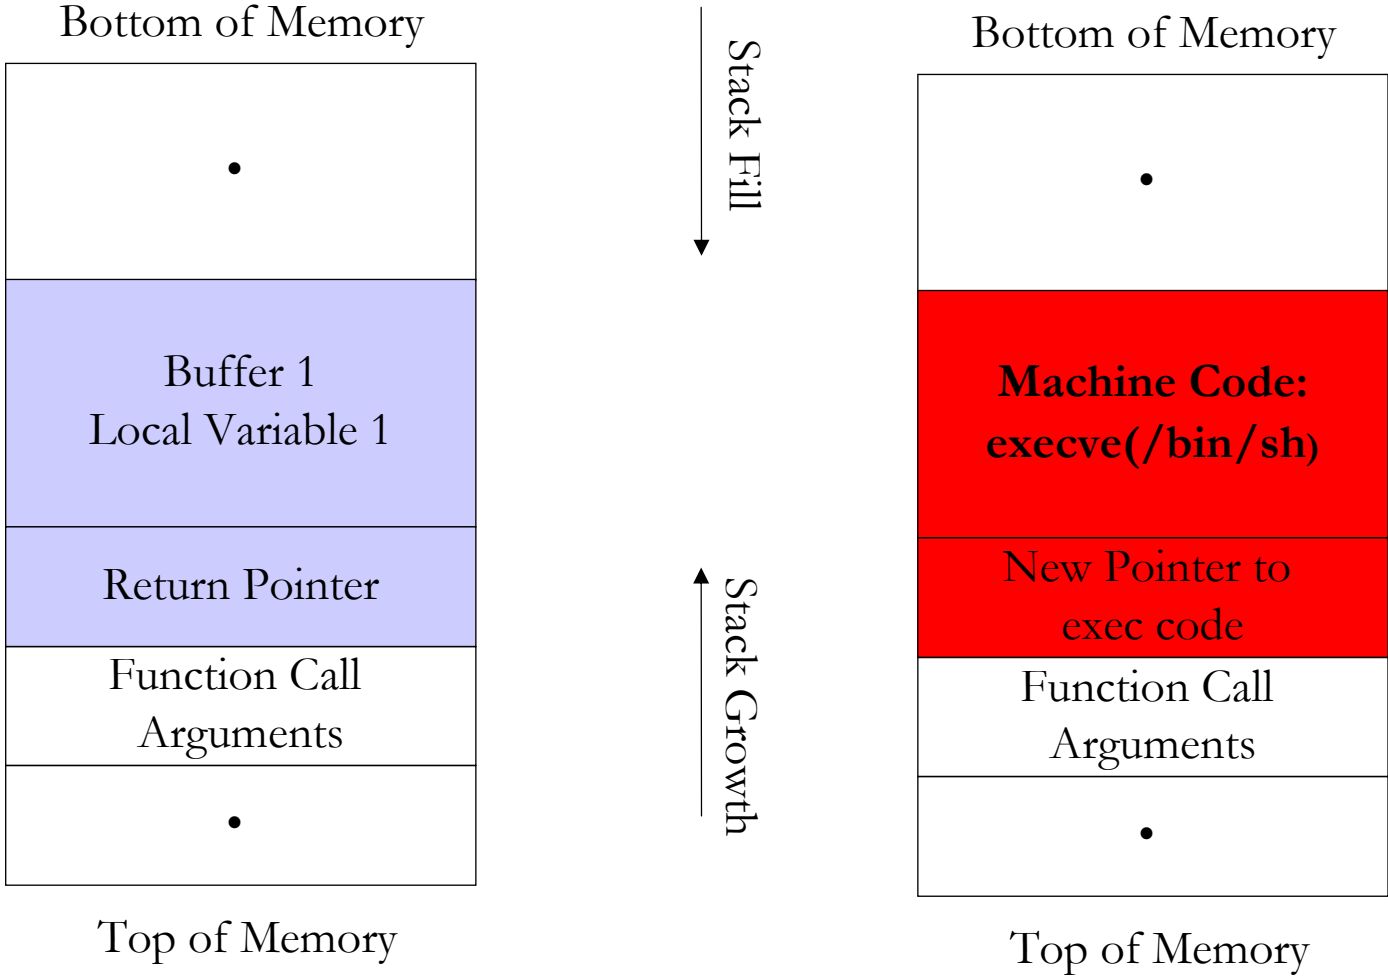 Bottom of Memory
Buffer 1
Local Variable 1
Return Pointer
Function Call
Arguments
Top of Memory
Stack Fill
Stack Growth
Bottom of Memory
Machine Code:
execve(/bin/sh)
New Pointer to
exec code
Function Call
Arguments
Top of Memory